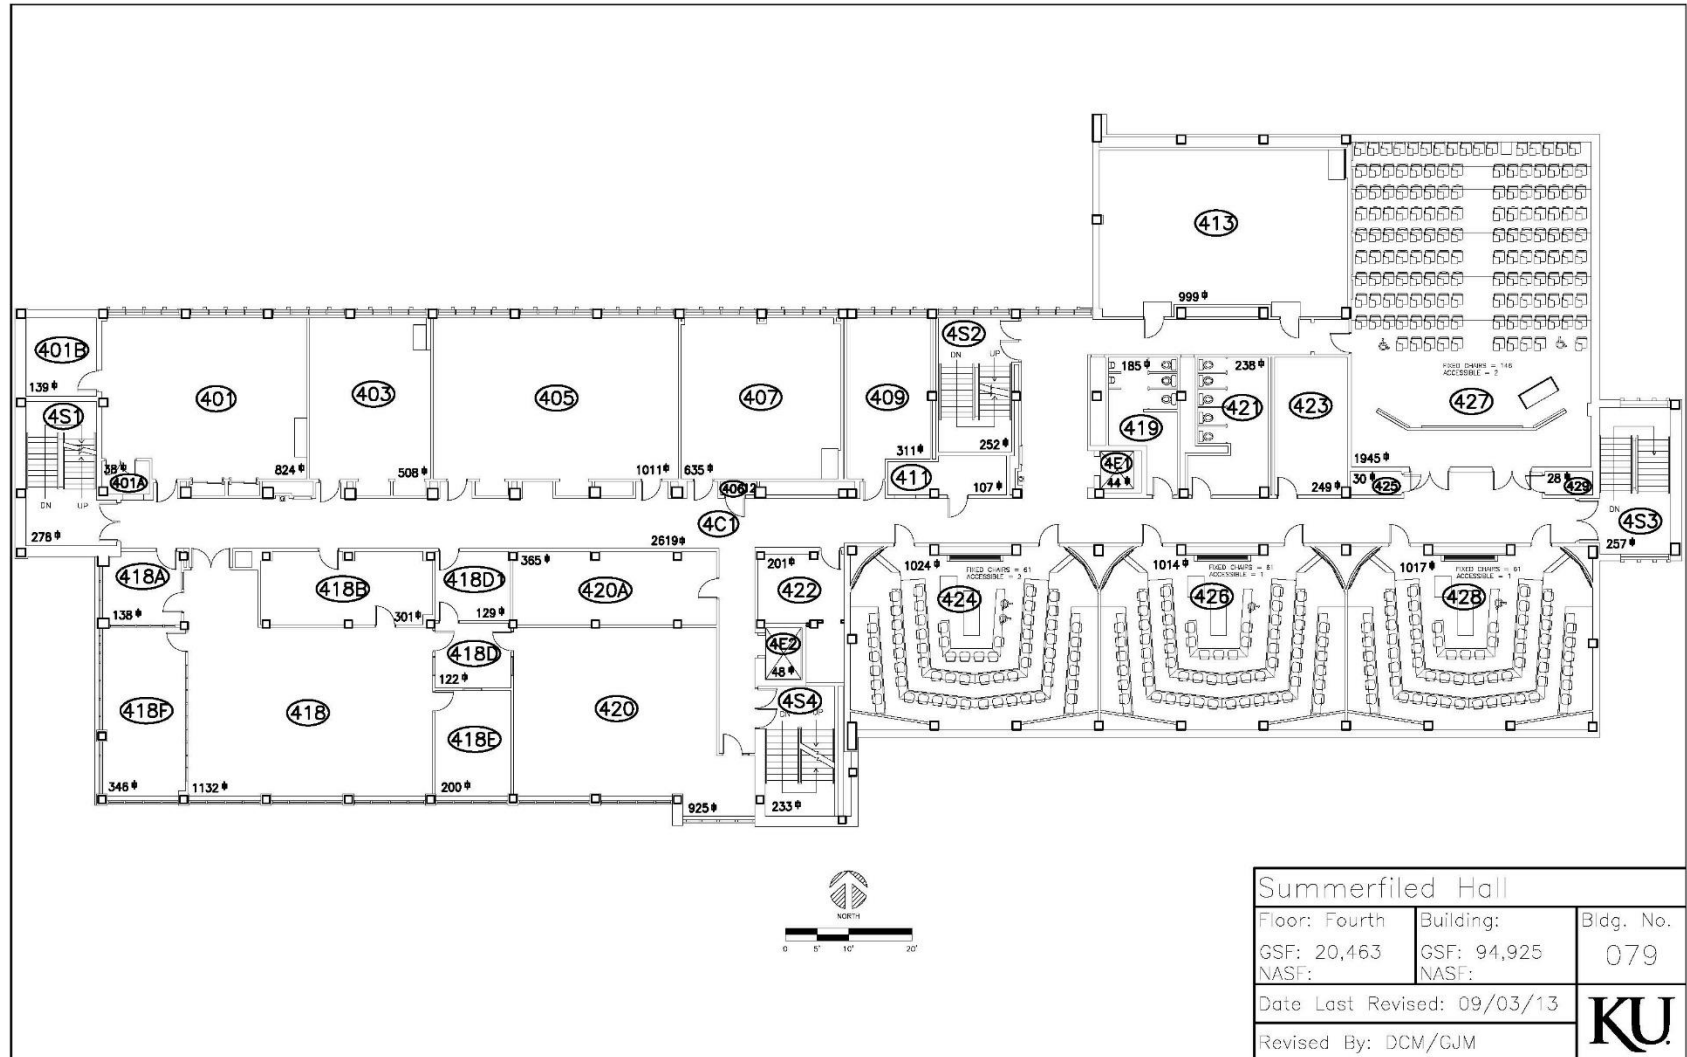 413
999⌽
401B
139⌽
4S1
DN
UP
278⌽
401
824⌽
38⌽
401A
403
508⌽
405
1011⌽
407
635⌽
406
12
409
311⌽
4S2
DN
UP
252⌽
411
107⌽
185⌽
419
4E1
44⌽
238⌽
421
423
249⌽
FIXED CHAIRS = 146
ACCESSIBLE = 2
427
1945⌽
30⌽
425
28⌽
429
DN
4S3
257⌽
4C1
2619⌽
418A
138⌽
418B
301⌽
418D1
129⌽
365⌽
420A
201⌽
422
4E2
48⌽
418D
122⌽
418F
346⌽
418
1132⌽
418E
200⌽
420
925⌽
4S4
DN
UP
233⌽
1024⌽
FIXED CHAIRS = 61
ACCESSIBLE = 2
424
1014⌽
FIXED CHAIRS = 61
ACCESSIBLE = 1
426
1017⌽
FIXED CHAIRS = 61
ACCESSIBLE = 1
428
NORTH
0 5' 10' 20'
Summerfiled Hall
Floor: Fourth
GSF: 20,463
NASF:
Building:
GSF: 94,925
NASF:
Bldg. No.
079
Date Last Revised: 09/03/13
Revised By: DCM/GJM
KU